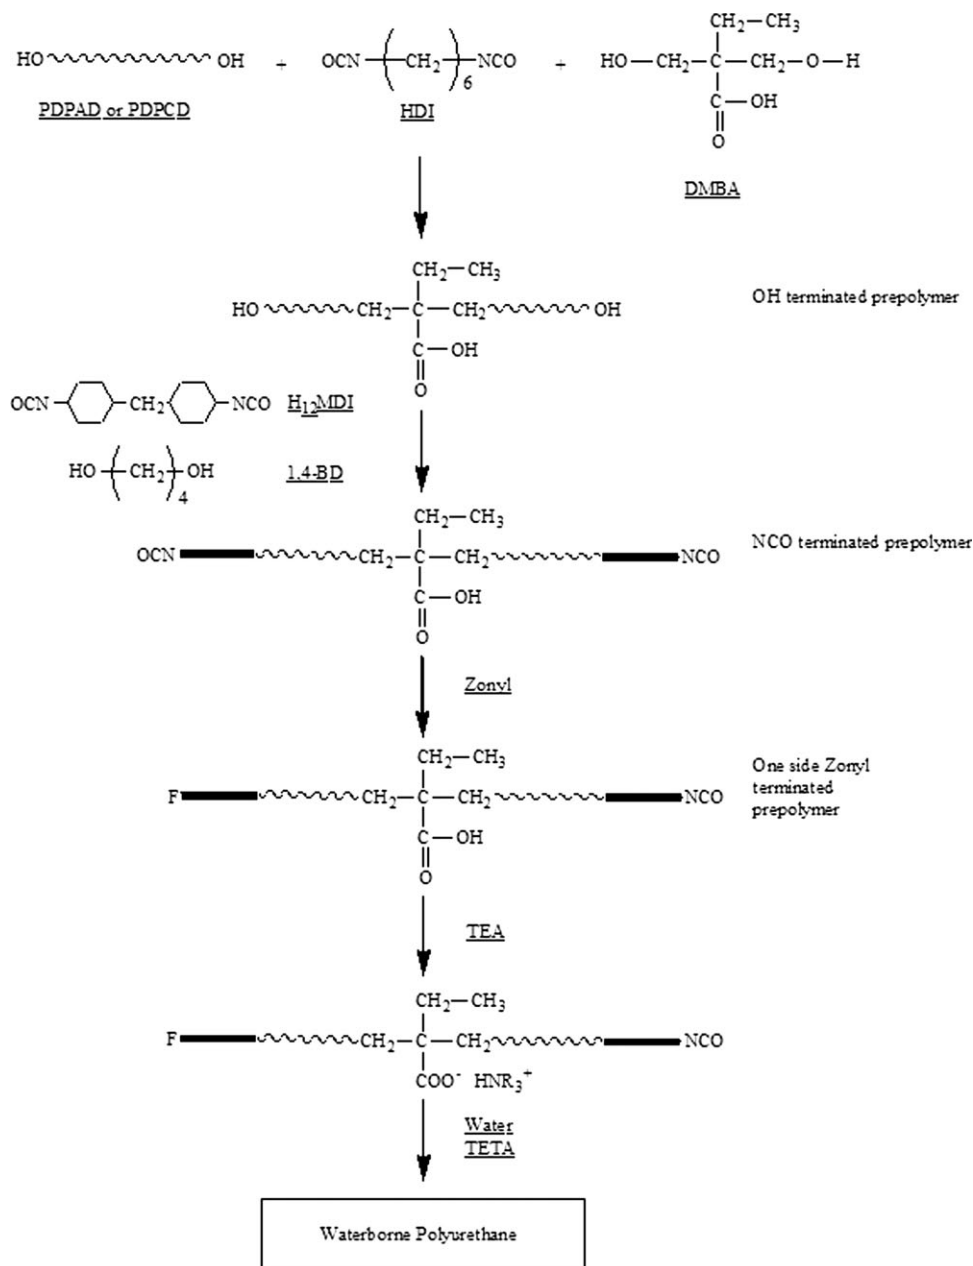 CH₂—CH₃
HO OH + OCN—(CH₂)₆—NCO + HO—CH₂—C—CH₂—O—H
C—OH
O
PDPAD or PDPCD
HDI
DMBA
CH₂—CH₃
HO CH₂—C—CH₂ OH
C—OH
O
OH terminated prepolymer
OCN CH₂ NCO H₁₂MDI
HO—(CH₂)₄—OH 1,4-BD
CH₂—CH₃
OCN CH₂—C—CH₂ NCO
C—OH
O
NCO terminated prepolymer
Zonyl
CH₂—CH₃
F CH₂—C—CH₂ NCO
C—OH
O
One side Zonyl
terminated
prepolymer
TEA
CH₂—CH₃
F CH₂—C—CH₂ NCO
COO⁻ HNR₃⁺
Water
TETA
Waterborne Polyurethane